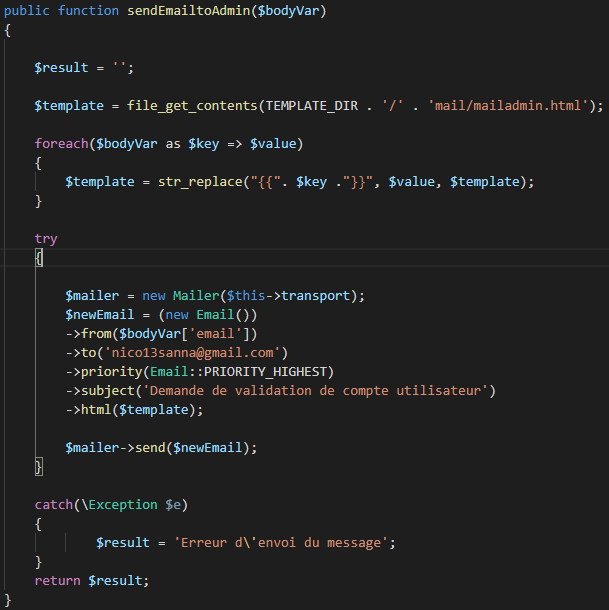 public function sendEmailtoAdmin($bodyVar)
{
$result = '';
$template = file_get_contents(TEMPLATE_DIR . '/' . 'mail/mailadmin.html');
foreach($bodyVar as $key => $value)
{
$template = str_replace("{{". $key ."}}", $value, $template);
}
try
{
$mailer = new Mailer($this->transport);
$newEmail = (new Email())
->from($bodyVar['email'])
->to('nico13sanna@gmail.com')
->priority(Email::PRIORITY_HIGHEST)
->subject('Demande de validation de compte utilisateur')
->html($template);
$mailer->send($newEmail);
}
catch(\Exception $e)
{
$result = 'Erreur d\'envoi du message';
}
return $result;
}